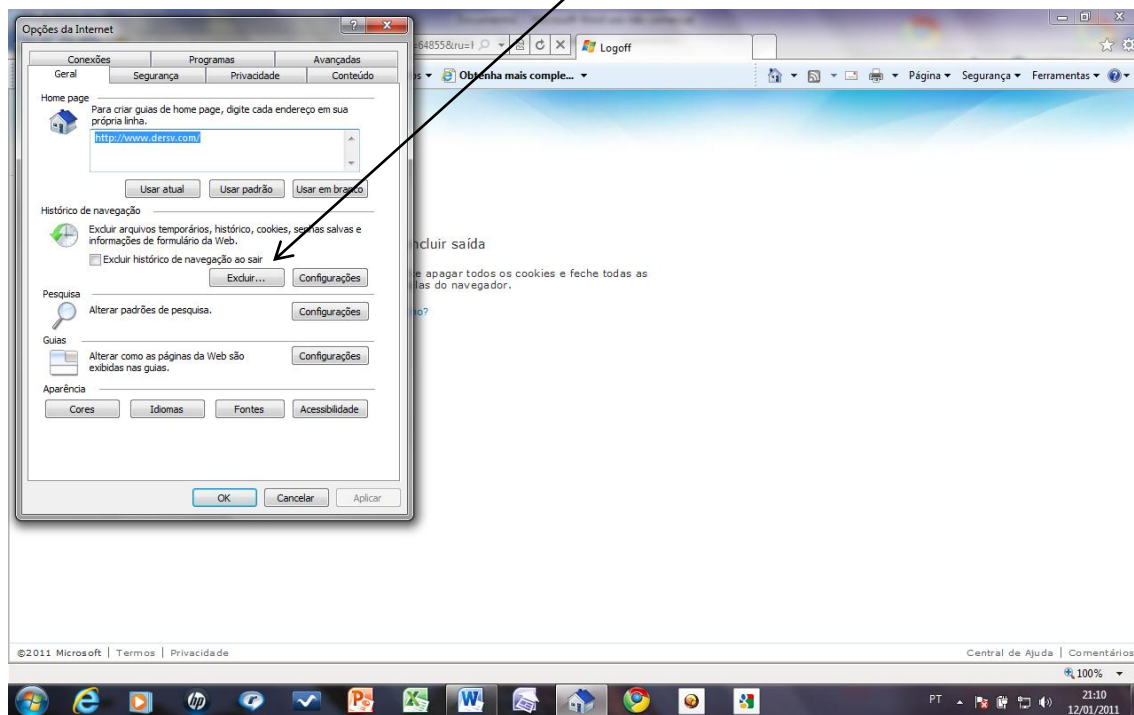 Opções da Internet
Conexões Programas Avançadas
Geral Segurança Privacidade Conteúdo
Home page
Para criar guias de home page, digite cada endereço em sua
própria linha.
http://www.dersv.com/
Usar atual Usar padrão Usar em branco
Histórico de navegação
Excluir arquivos temporários, histórico, cookies, senhas salvas e
informações de formulário da Web.
Excluir histórico de navegação ao sair
Excluir... Configurações
Pesquisa
Alterar padrões de pesquisa. Configurações
Guias
Alterar como as páginas da Web são
exibidas nas guias.
Configurações
Aparência
Cores Idiomas Fontes Acessibilidade
OK Cancelar Aplicar
=64855&ru= Logoff
Obtenha mais comple... Página Segurança Ferramentas
ncluir saída
e apagar todos os cookies e feche todas as
las do navegador.
no?
©2011 Microsoft | Termos | Privacidade Central de Ajuda | Comentários
100%
PT 21:10
12/01/2011